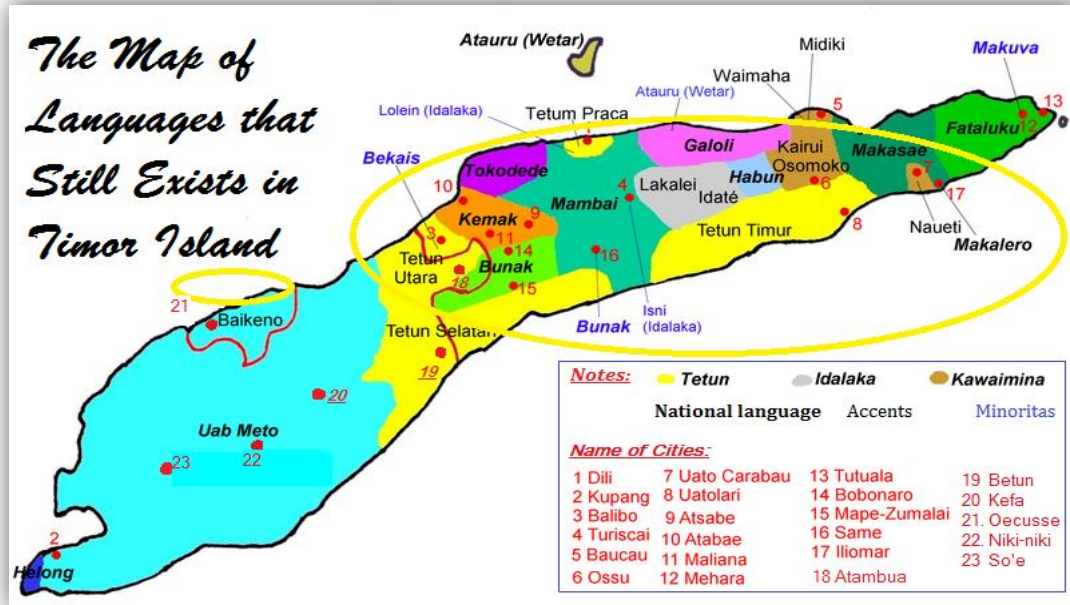 The Map of
Languages that
Still Exists in
Timor Island
Atauru (Wetar)
Midiki
Makuva
Waimaha
Lolein (Idalaka)
Tetum Praca
Atauru (Wetar)
5
13
12
Bekais
1
Galoli
Kairui
Osomoko
Makasae
Fataluku
10
Tokodede
Mambai
4
Lakalei
Idaté
Habun
6
7
17
Kemak
9
3
11
14
Tetun
Utara
18
Bunak
15
16
Tetun Timur
8
Naueti
Makalero
21
Baikeno
Tetun Selatan
19
Bunak
Isní
(Idalaka)
20
Uab Meto
22
23
2
Helong
Notes:
Tetun
Idalaka
Kawaimina
National language
Accents
Minoritas
Name of Cities:
1 Dili
2 Kupang
3 Balibo
4 Turiscai
5 Baucau
6 Ossu
7 Uato Carabau
8 Uatolari
9 Atsabe
10 Atabae
11 Maliana
12 Mehara
13 Tutuala
14 Bobonaro
15 Mape-Zumalai
16 Same
17 Iliomar
18 Atambua
19 Betun
20 Kefa
21. Oecusse
22. Niki-niki
23 So'e